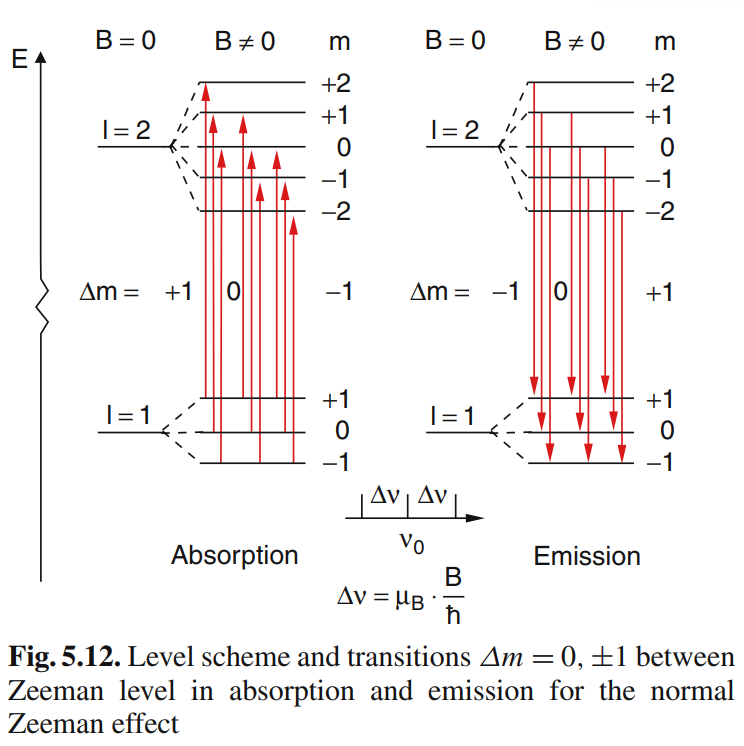 B = 0 B ≠ 0 m B = 0 B ≠ 0 m
E
+2 +2
+1 +1
l = 2 l = 2
0 0
−1 −1
−2 −2
Δm = +1 0 −1 Δm = −1 0 +1
+1 +1
l = 1 l = 1
0 0
−1 −1
Δν Δν
ν₀
Absorption Emission
Δν = μ_B · B/ħ
Fig. 5.12. Level scheme and transitions Δm = 0, ±1 between
Zeeman level in absorption and emission for the normal
Zeeman effect